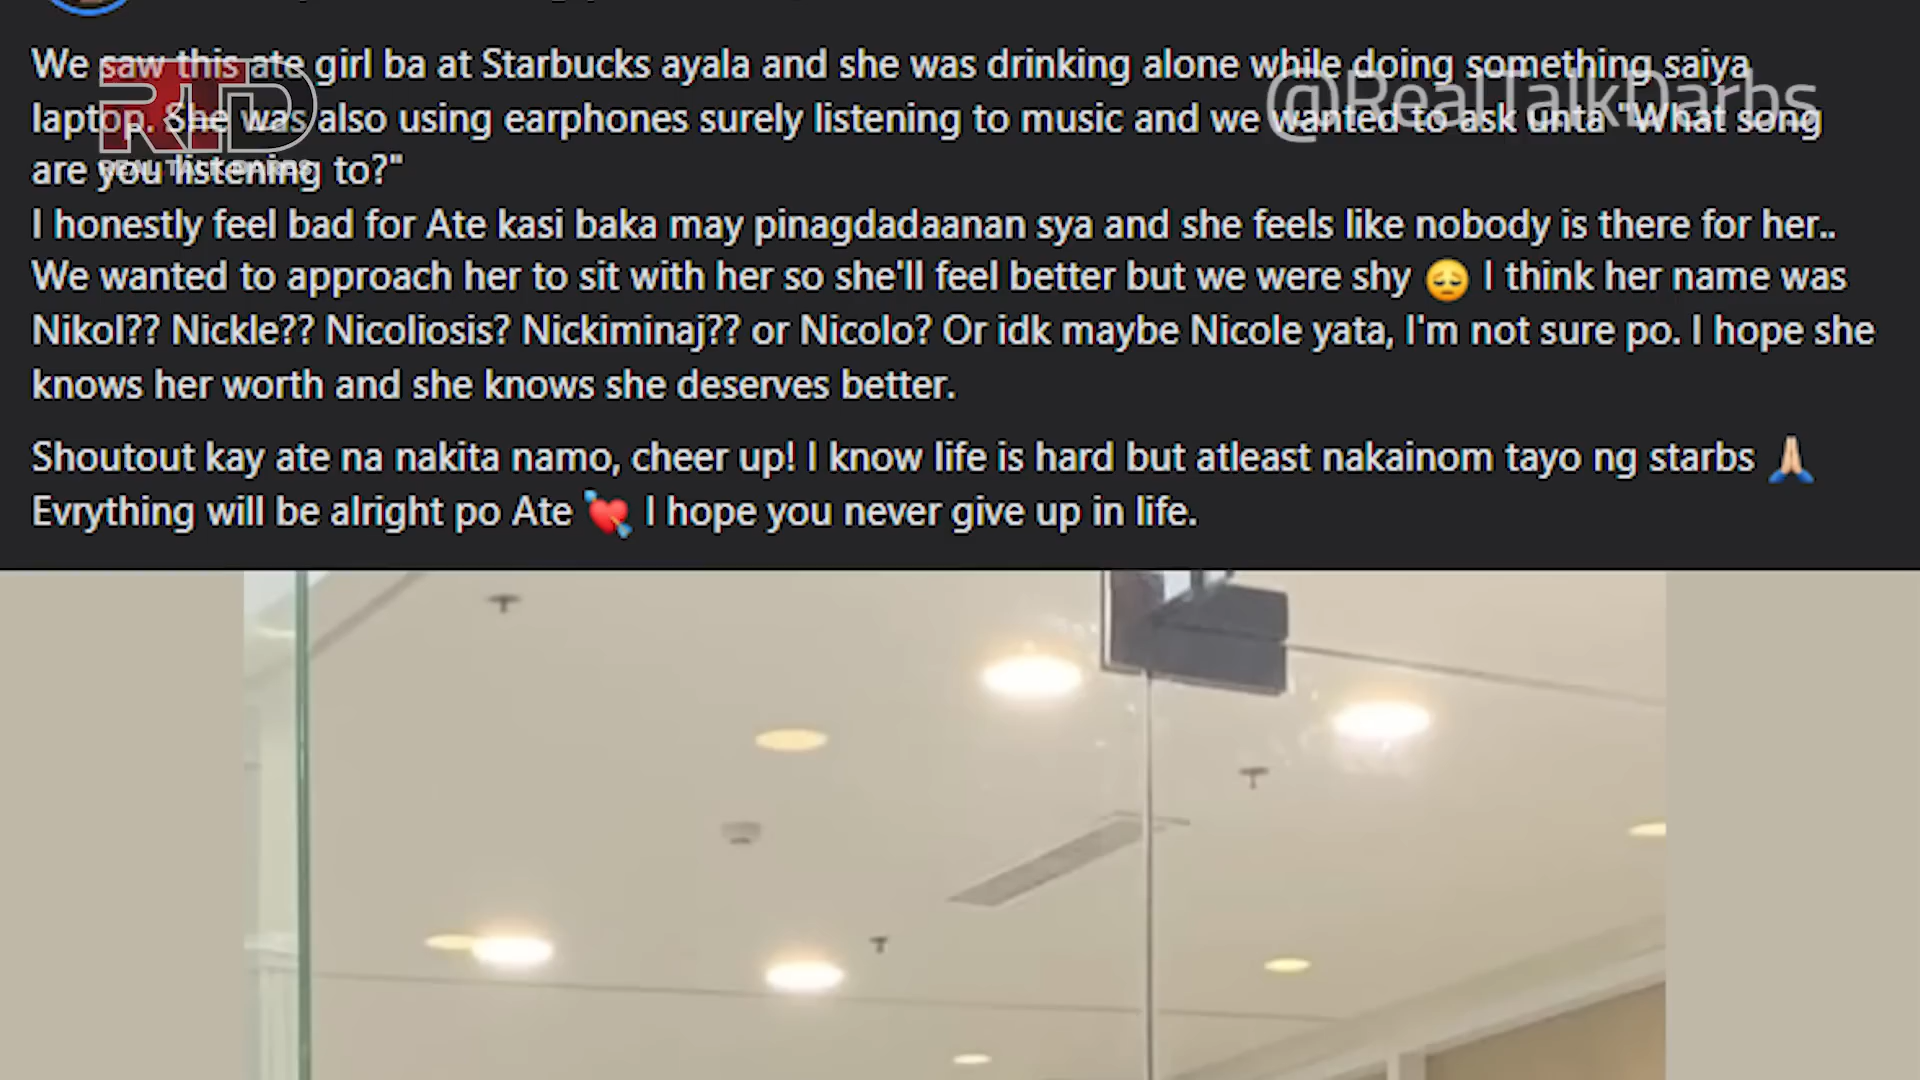 We saw this ate girl ba at Starbucks ayala and she was drinking alone while doing something saiya
laptop. She was also using earphones surely listening to music and we wanted to ask unta "What song
are you listening to?"
I honestly feel bad for Ate kasi baka may pinagdadaanan sya and she feels like nobody is there for her..
We wanted to approach her to sit with her so she'll feel better but we were shy 😔 I think her name was
Nikol?? Nickle?? Nicoliosis? Nickiminaj?? or Nicolo? Or idk maybe Nicole yata, I'm not sure po. I hope she
knows her worth and she knows she deserves better.
Shoutout kay ate na nakita namo, cheer up! I know life is hard but atleast nakainom tayo ng starbs 🙏🏻
Evrything will be alright po Ate 💘 I hope you never give up in life.
RTD
REAL TALK DARBS
@RealTalkDarbs